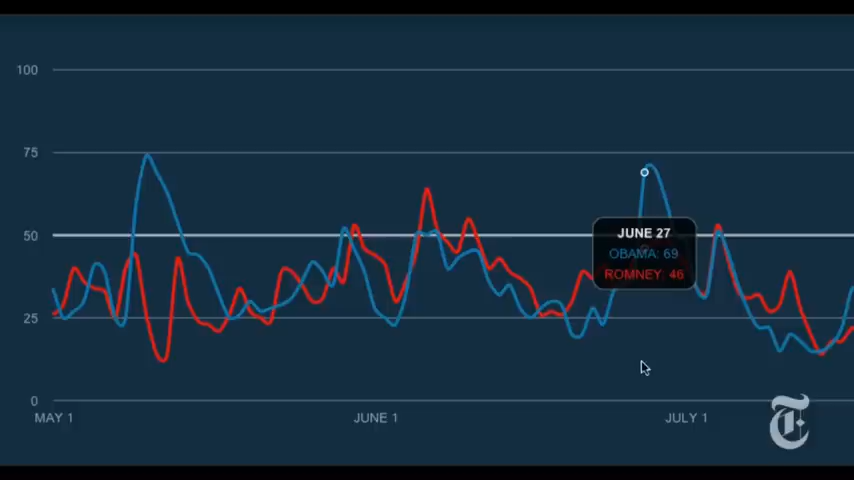 100
75
50
25
0
JUNE 27
OBAMA: 69
ROMNEY: 46
MAY 1
JUNE 1
JULY 1
T